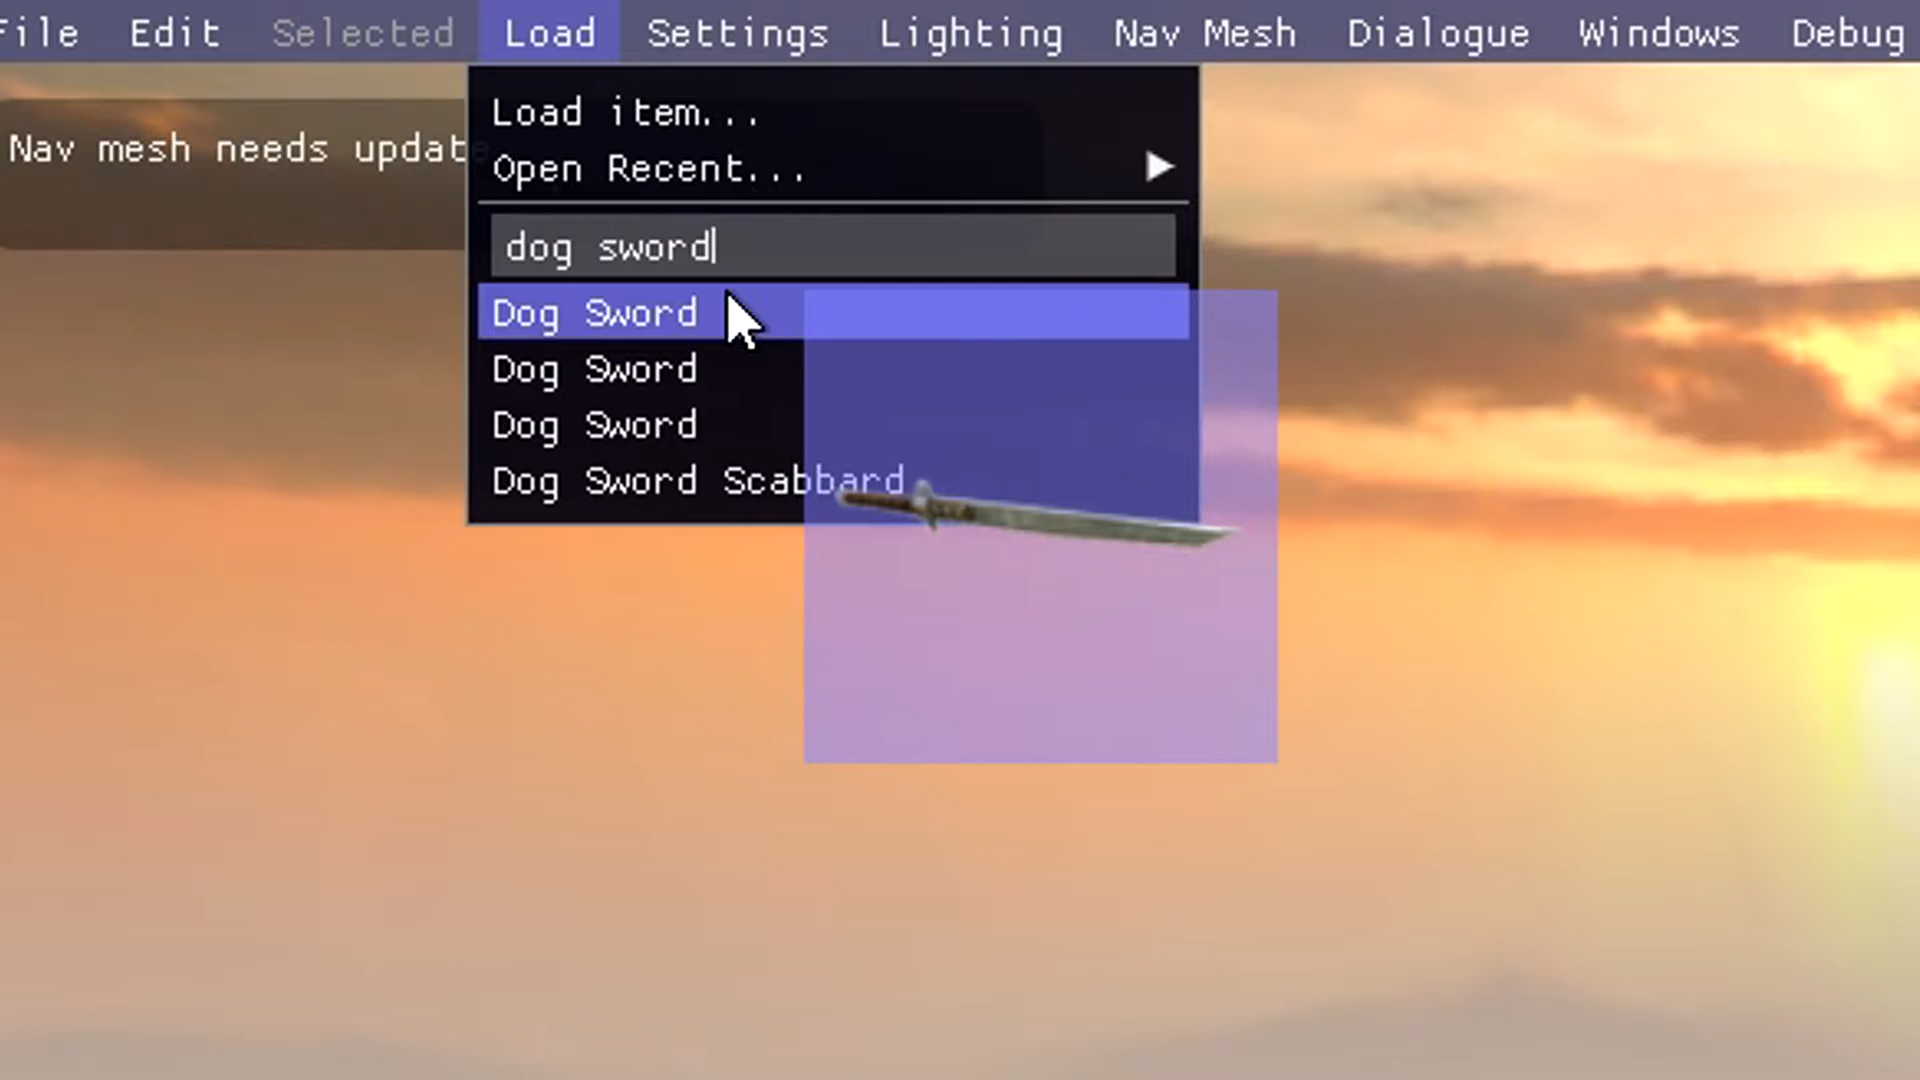 File Edit Selected Load Settings Lighting Nav Mesh Dialogue Windows Debug
Nav mesh needs update
Load item...
Open Recent...
dog sword
Dog Sword
Dog Sword
Dog Sword
Dog Sword Scabbard